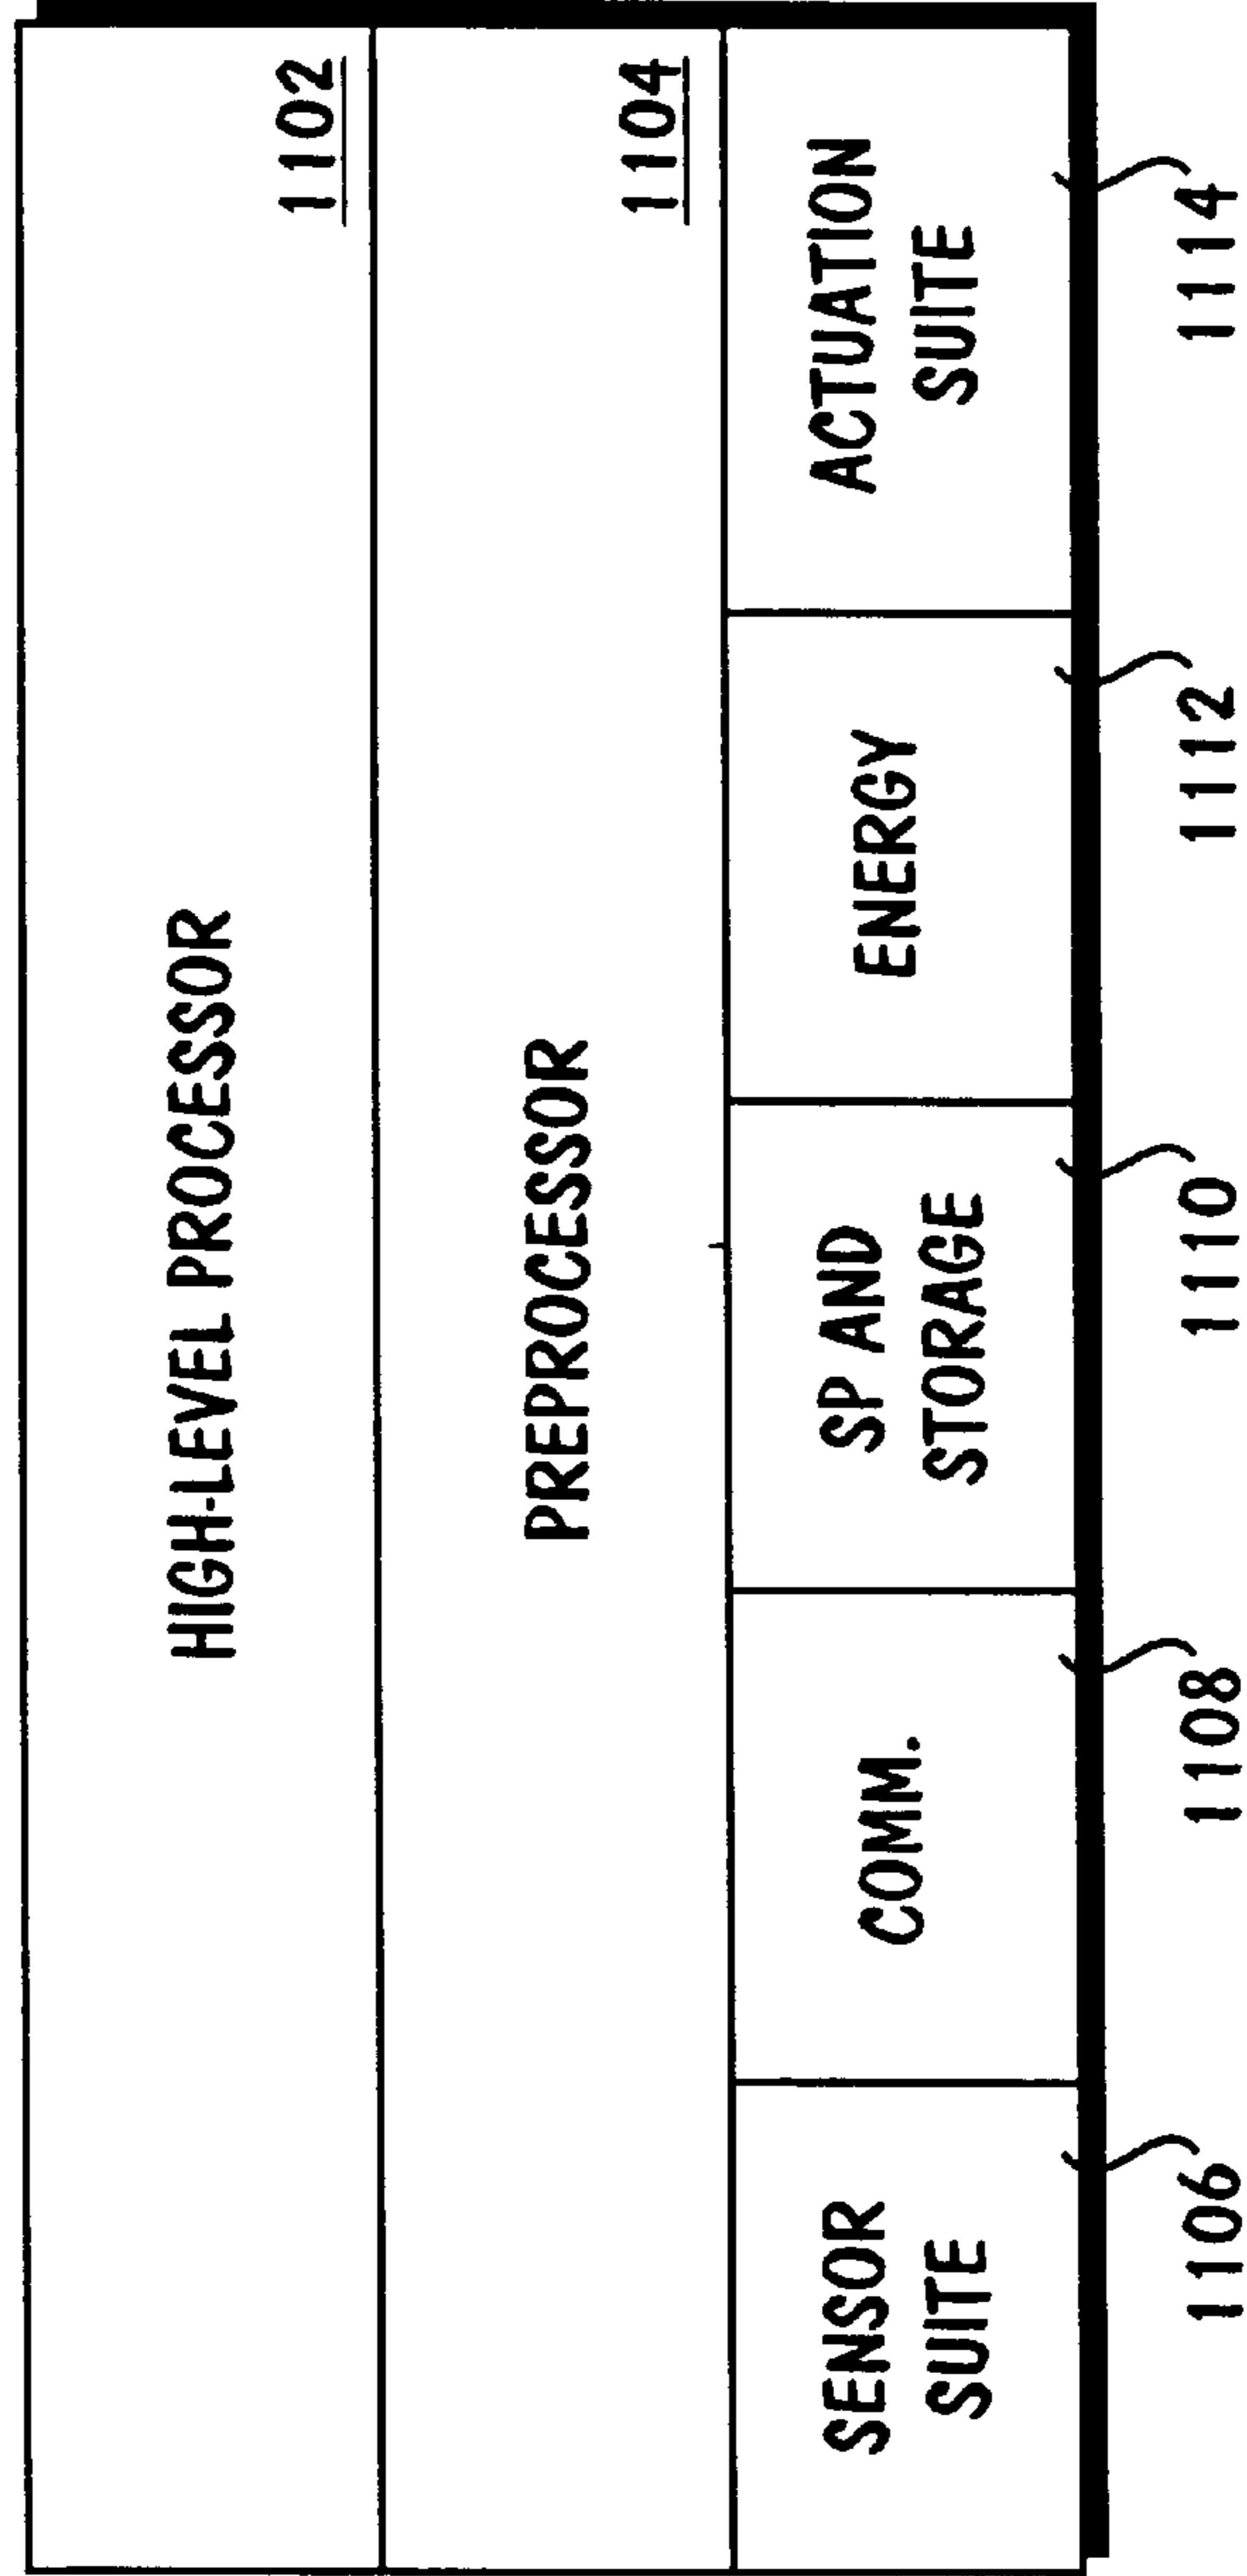 HIGH-LEVEL PROCESSOR
1102
PREPROCESSOR
1104
SENSOR
SUITE
COMM.
SP AND
STORAGE
ENERGY
ACTUATION
SUITE
1106
1108
1110
1112
1114